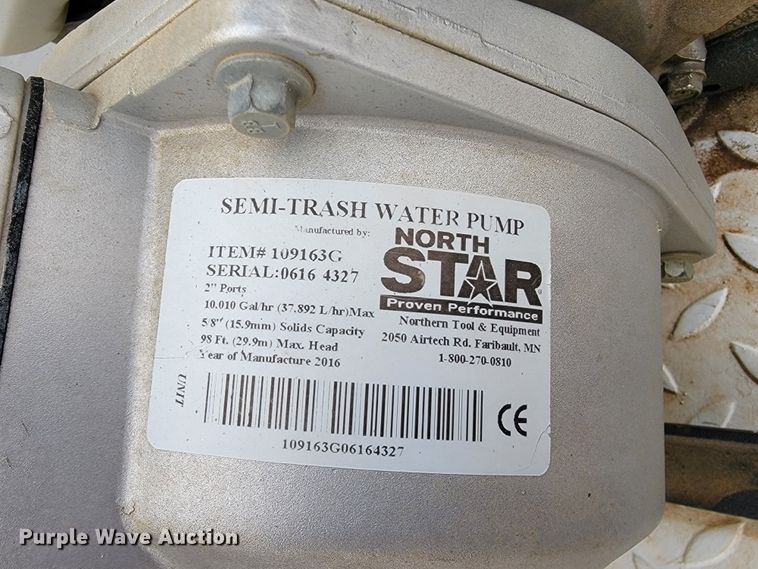 SEMI-TRASH WATER PUMP
Manufactured by:
NORTH
STAR
Proven Performance
ITEM# 109163G
SERIAL:0616 4327
2" Ports
10.010 Gal/hr (37.892 L/hr)Max
5/8" (15.9mm) Solids Capacity
98 Ft. (29.9m) Max. Head
Year of Manufacture 2016
Northern Tool & Equipment
2050 Airtech Rd. Faribault, MN
1-800-270-0810
UNIT
CE
109163G06164327
Purple Wave Auction